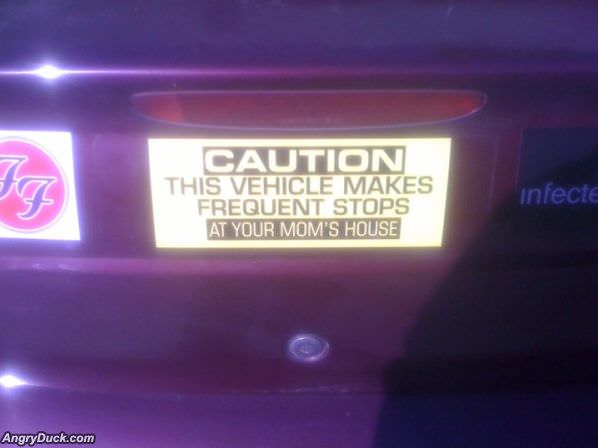 CAUTION
THIS VEHICLE MAKES
FREQUENT STOPS
AT YOUR MOM'S HOUSE
FF
infecte
AngryDuck.com